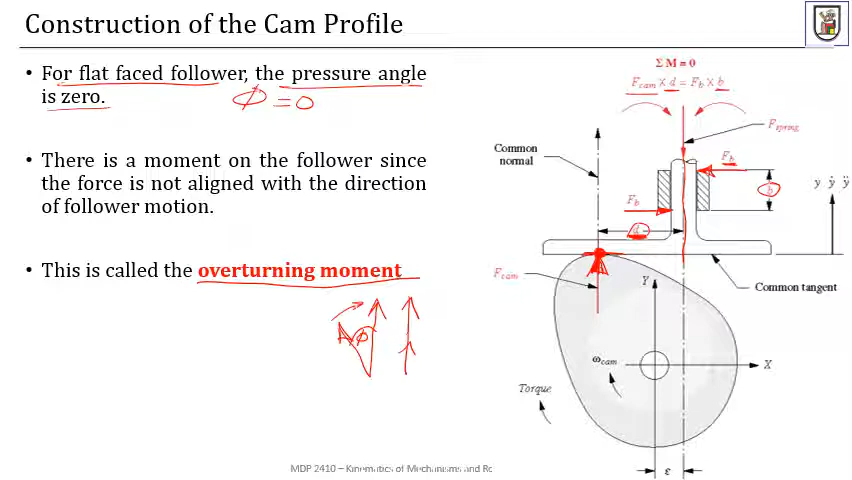 Construction of the Cam Profile
• For flat faced follower, the pressure angle
is zero.
ϕ = 0
• There is a moment on the follower since
the force is not aligned with the direction
of follower motion.
• This is called the overturning moment
ϕ
Σ M = 0
F_cam × d = F_b × b
F_spring
Common
normal
F_b
b
y ẏ ÿ
F_b
d
F_cam
Y
Common tangent
ω_cam
X
Torque
ε
MDP 2410 – Kinematics of Mechanisms and Ro